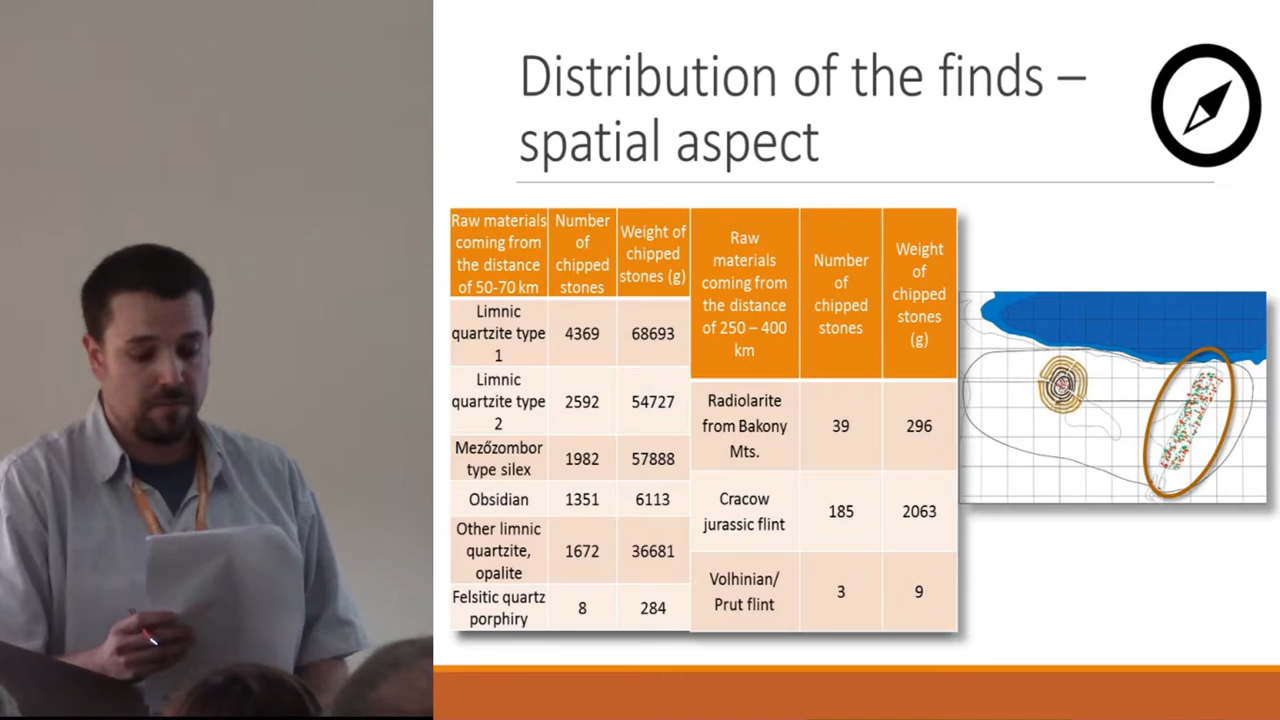 Distribution of the finds –
spatial aspect
Raw materials
coming from
the distance
of 50-70 km
Number
of
chipped
stones
Weight of
chipped
stones (g)
Limnic
quartzite type
1
4369
68693
Limnic
quartzite type
2
2592
54727
Mezőzombor
type silex
1982
57888
Obsidian
1351
6113
Other limnic
quartzite,
opalite
1672
36681
Felsitic quartz
porphiry
8
284
Raw
materials
coming from
the distance
of 250 – 400
km
Number
of
chipped
stones
Weight
of
chipped
stones
(g)
Radiolarite
from Bakony
Mts.
39
296
Cracow
jurassic flint
185
2063
Volhinian/
Prut flint
3
9